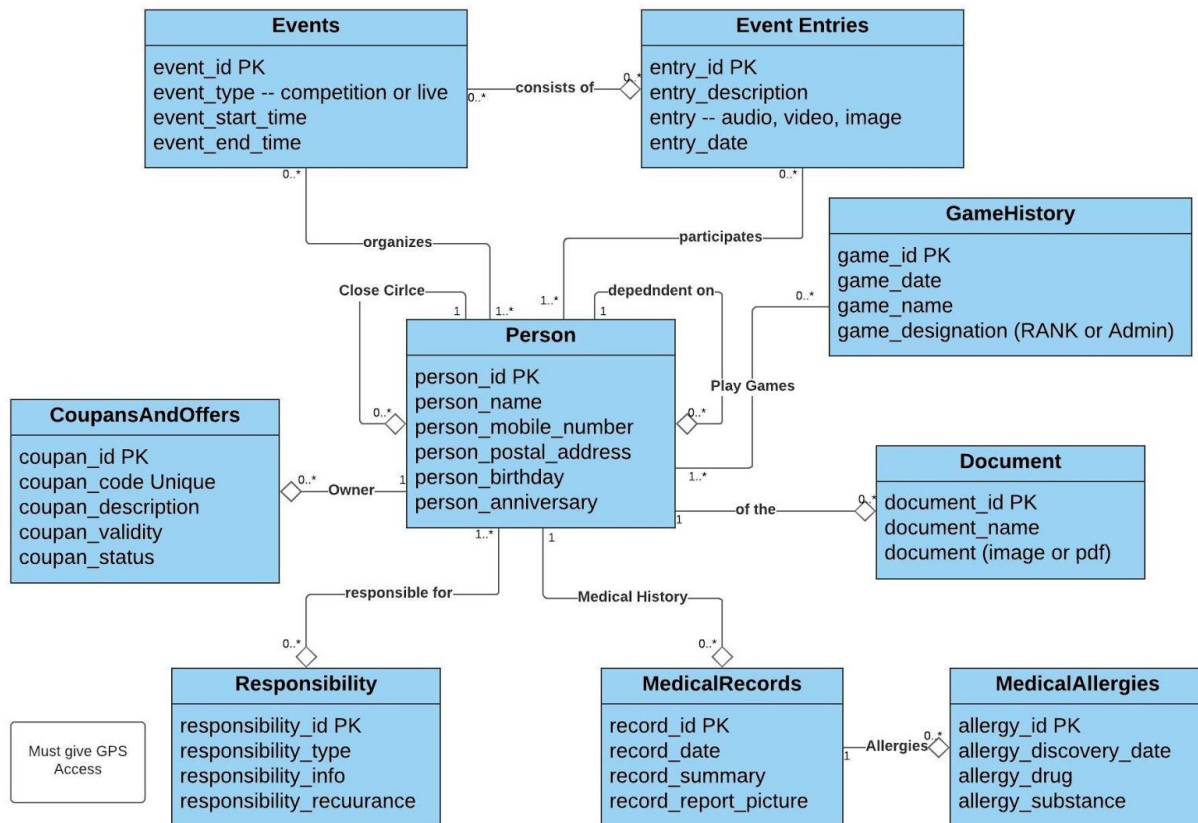 Events
event_id PK
event_type -- competition or live
event_start_time
event_end_time
0..*
consists of
0..*
Event Entries
entry_id PK
entry_description
entry -- audio, video, image
entry_date
0..*
organizes
1..*
0..*
participates
1..*
GameHistory
game_id PK
game_date
game_name
game_designation (RANK or Admin)
0..*
Play Games
1..*
Close Cirlce
1
0..*
depedndent on
1
0..*
Person
person_id PK
person_name
person_mobile_number
person_postal_address
person_birthday
person_anniversary
CoupansAndOffers
coupan_id PK
coupan_code Unique
coupan_description
coupan_validity
coupan_status
0..*
Owner
1
1
of the
0..*
Document
document_id PK
document_name
document (image or pdf)
1..*
responsible for
0..*
1
Medical History
0..*
Responsibility
responsibility_id PK
responsibility_type
responsibility_info
responsibility_recuurance
MedicalRecords
record_id PK
record_date
record_summary
record_report_picture
1
Allergies
0..*
MedicalAllergies
allergy_id PK
allergy_discovery_date
allergy_drug
allergy_substance
Must give GPS
Access